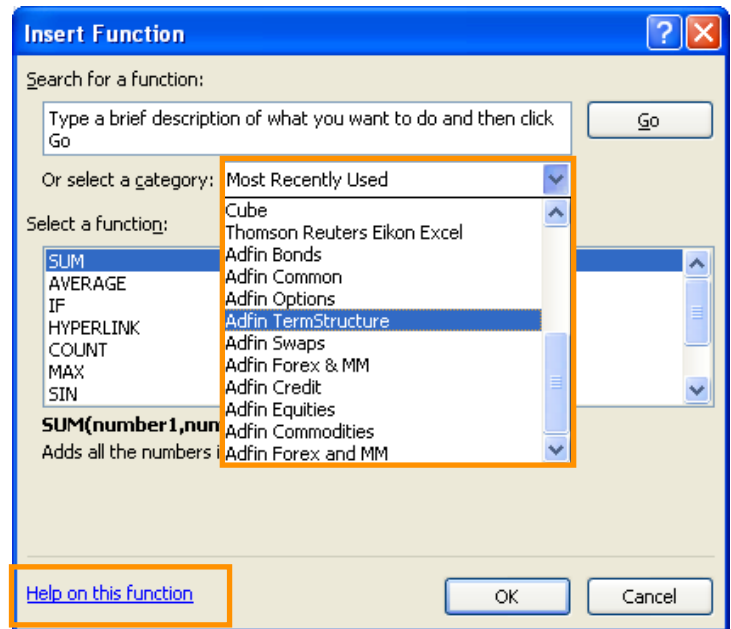 Insert Function
Search for a function:
Type a brief description of what you want to do and then click
Go
Go
Or select a category:
Most Recently Used
Cube
Thomson Reuters Eikon Excel
Adfin Bonds
Adfin Common
Adfin Options
Adfin TermStructure
Adfin Swaps
Adfin Forex & MM
Adfin Credit
Adfin Equities
Adfin Commodities
Adfin Forex and MM
Select a function:
SUM
AVERAGE
IF
HYPERLINK
COUNT
MAX
SIN
SUM(number1,num
Adds all the numbers i
Help on this function
OK
Cancel